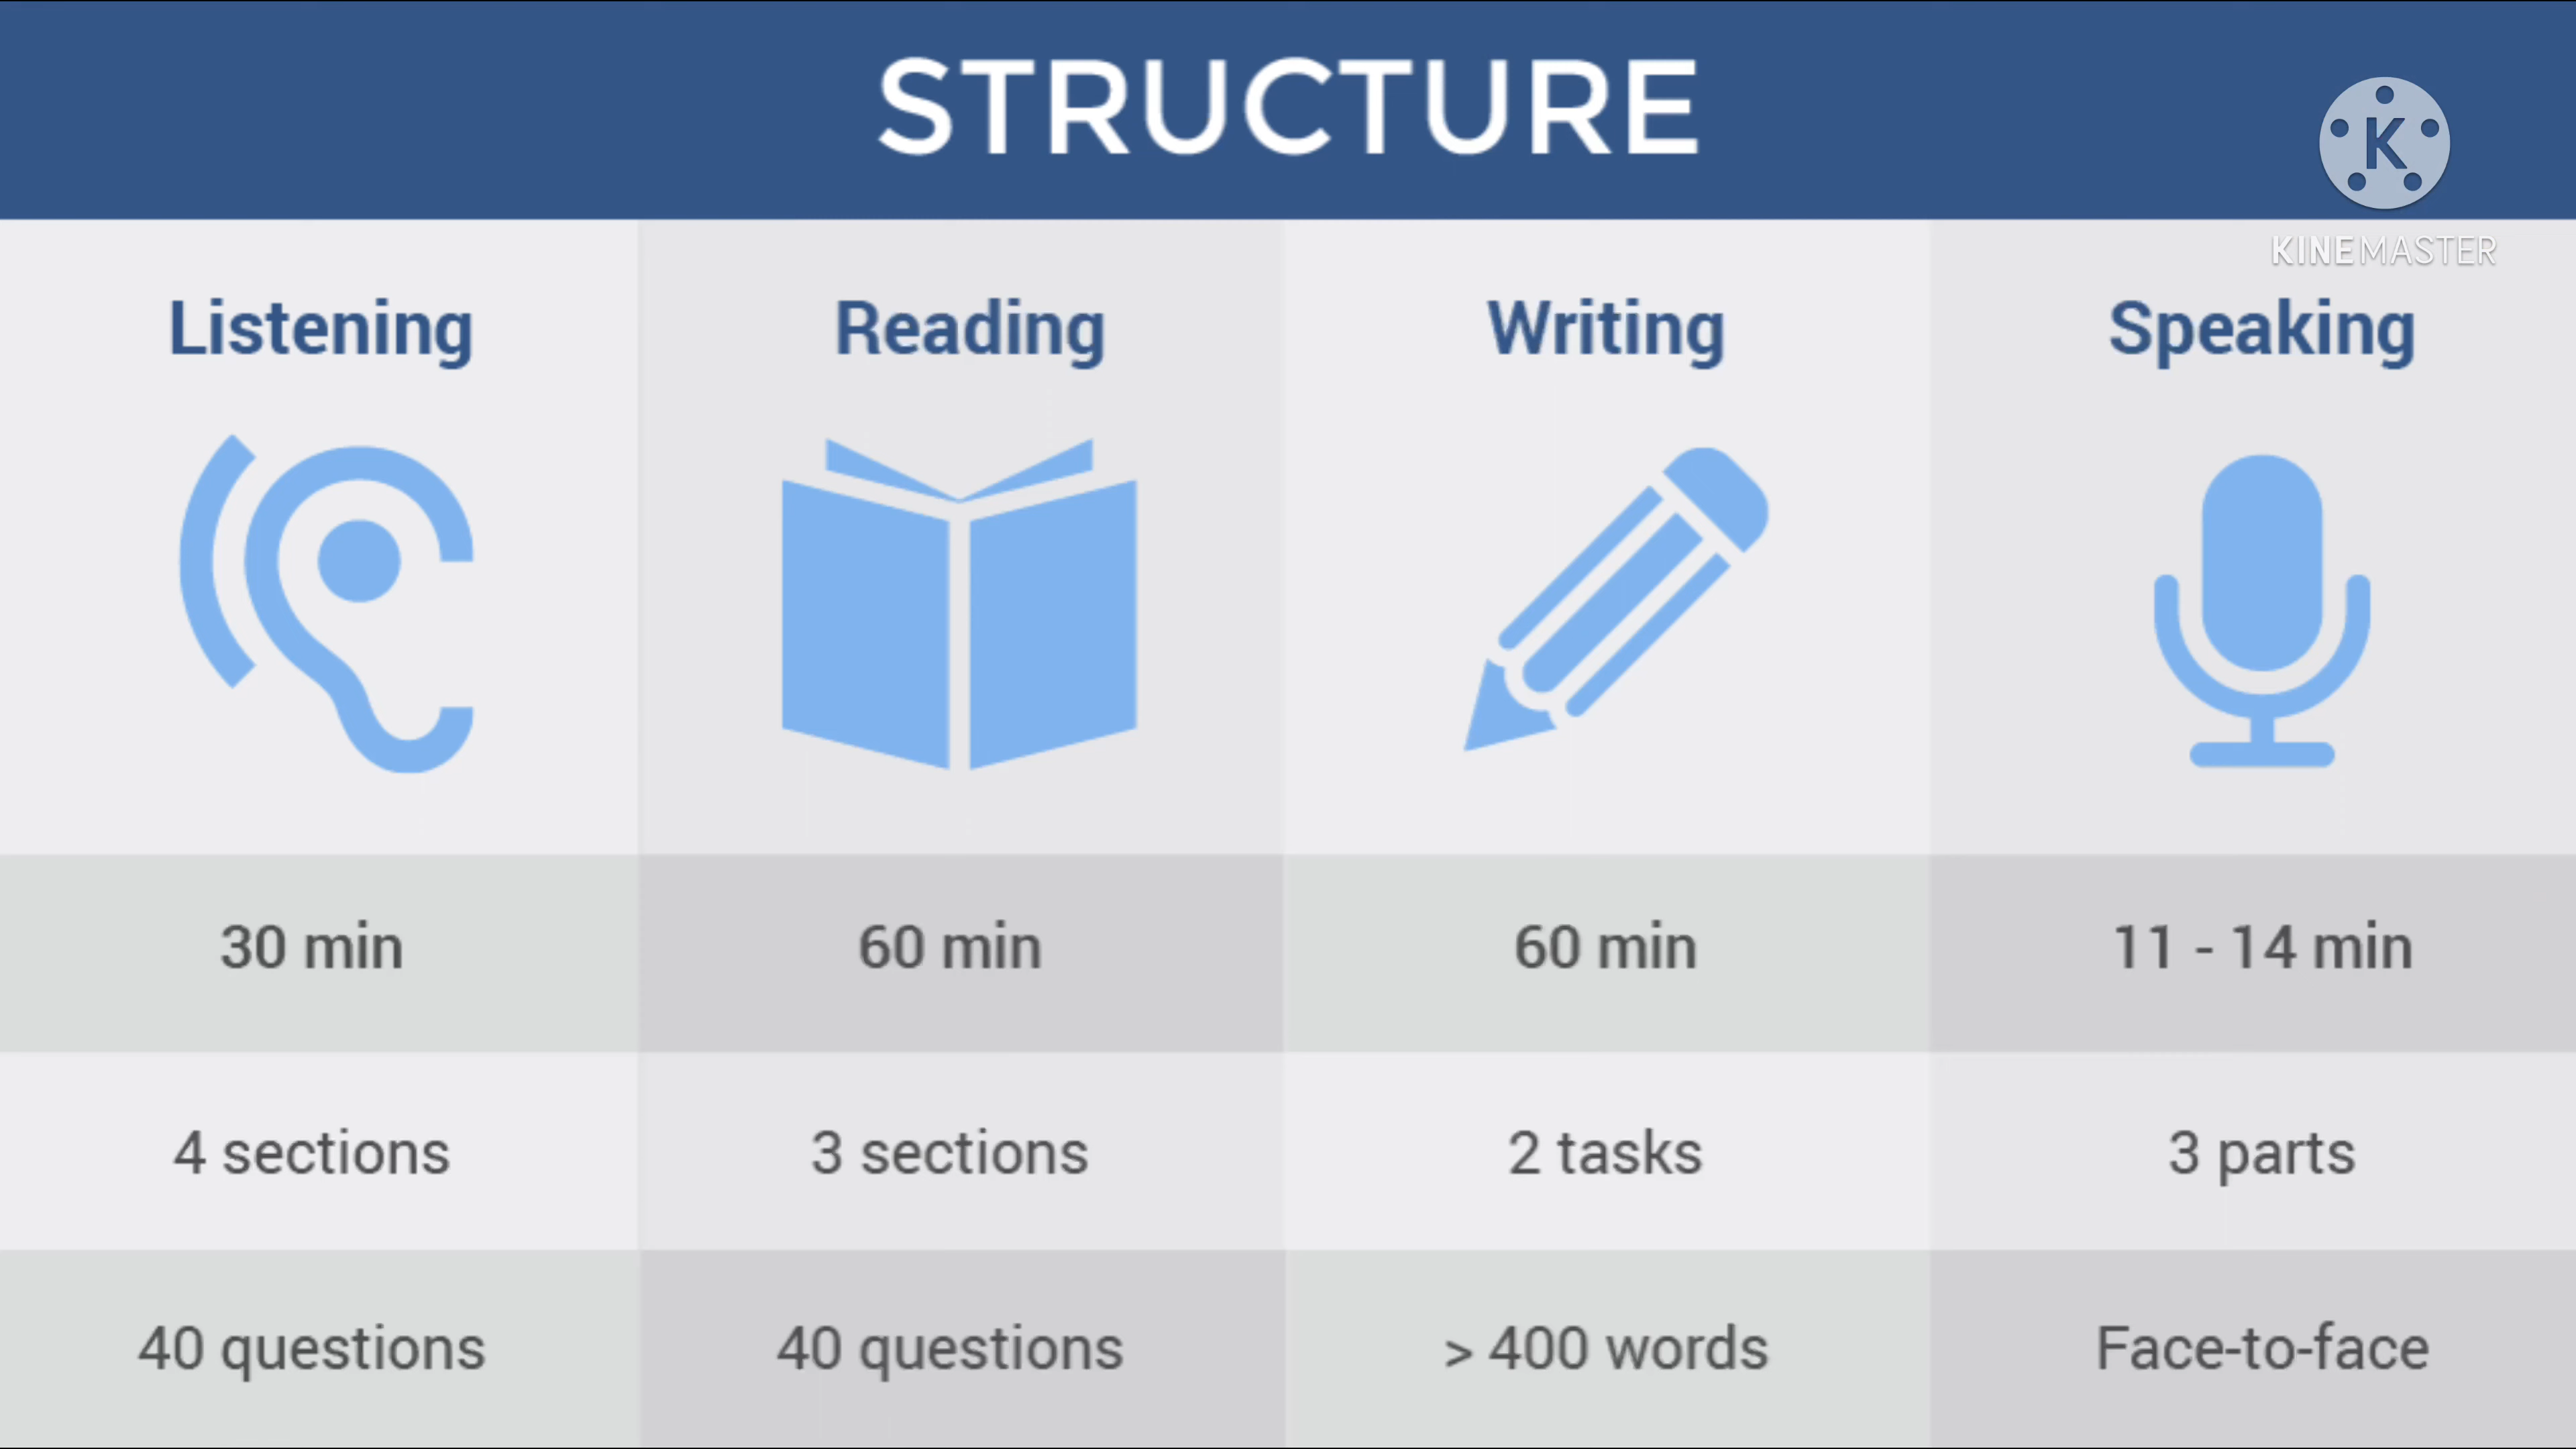 STRUCTURE
K
KINEMASTER
Listening Reading Writing Speaking
30 min 60 min 60 min 11 - 14 min
4 sections 3 sections 2 tasks 3 parts
40 questions 40 questions > 400 words Face-to-face